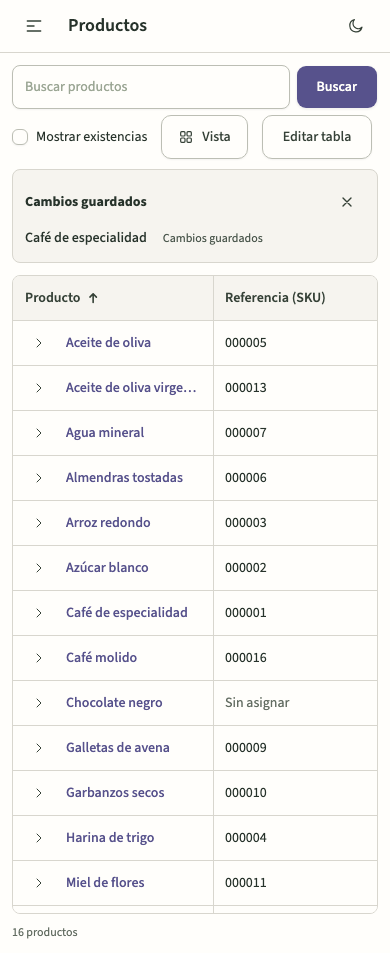 Productos
Buscar productos
Buscar
Mostrar existencias
Vista
Editar tabla
Cambios guardados
Café de especialidad Cambios guardados
Producto Referencia (SKU)
Aceite de oliva 000005
Aceite de oliva virge… 000013
Agua mineral 000007
Almendras tostadas 000006
Arroz redondo 000003
Azúcar blanco 000002
Café de especialidad 000001
Café molido 000016
Chocolate negro Sin asignar
Galletas de avena 000009
Garbanzos secos 000010
Harina de trigo 000004
Miel de flores 000011
16 productos